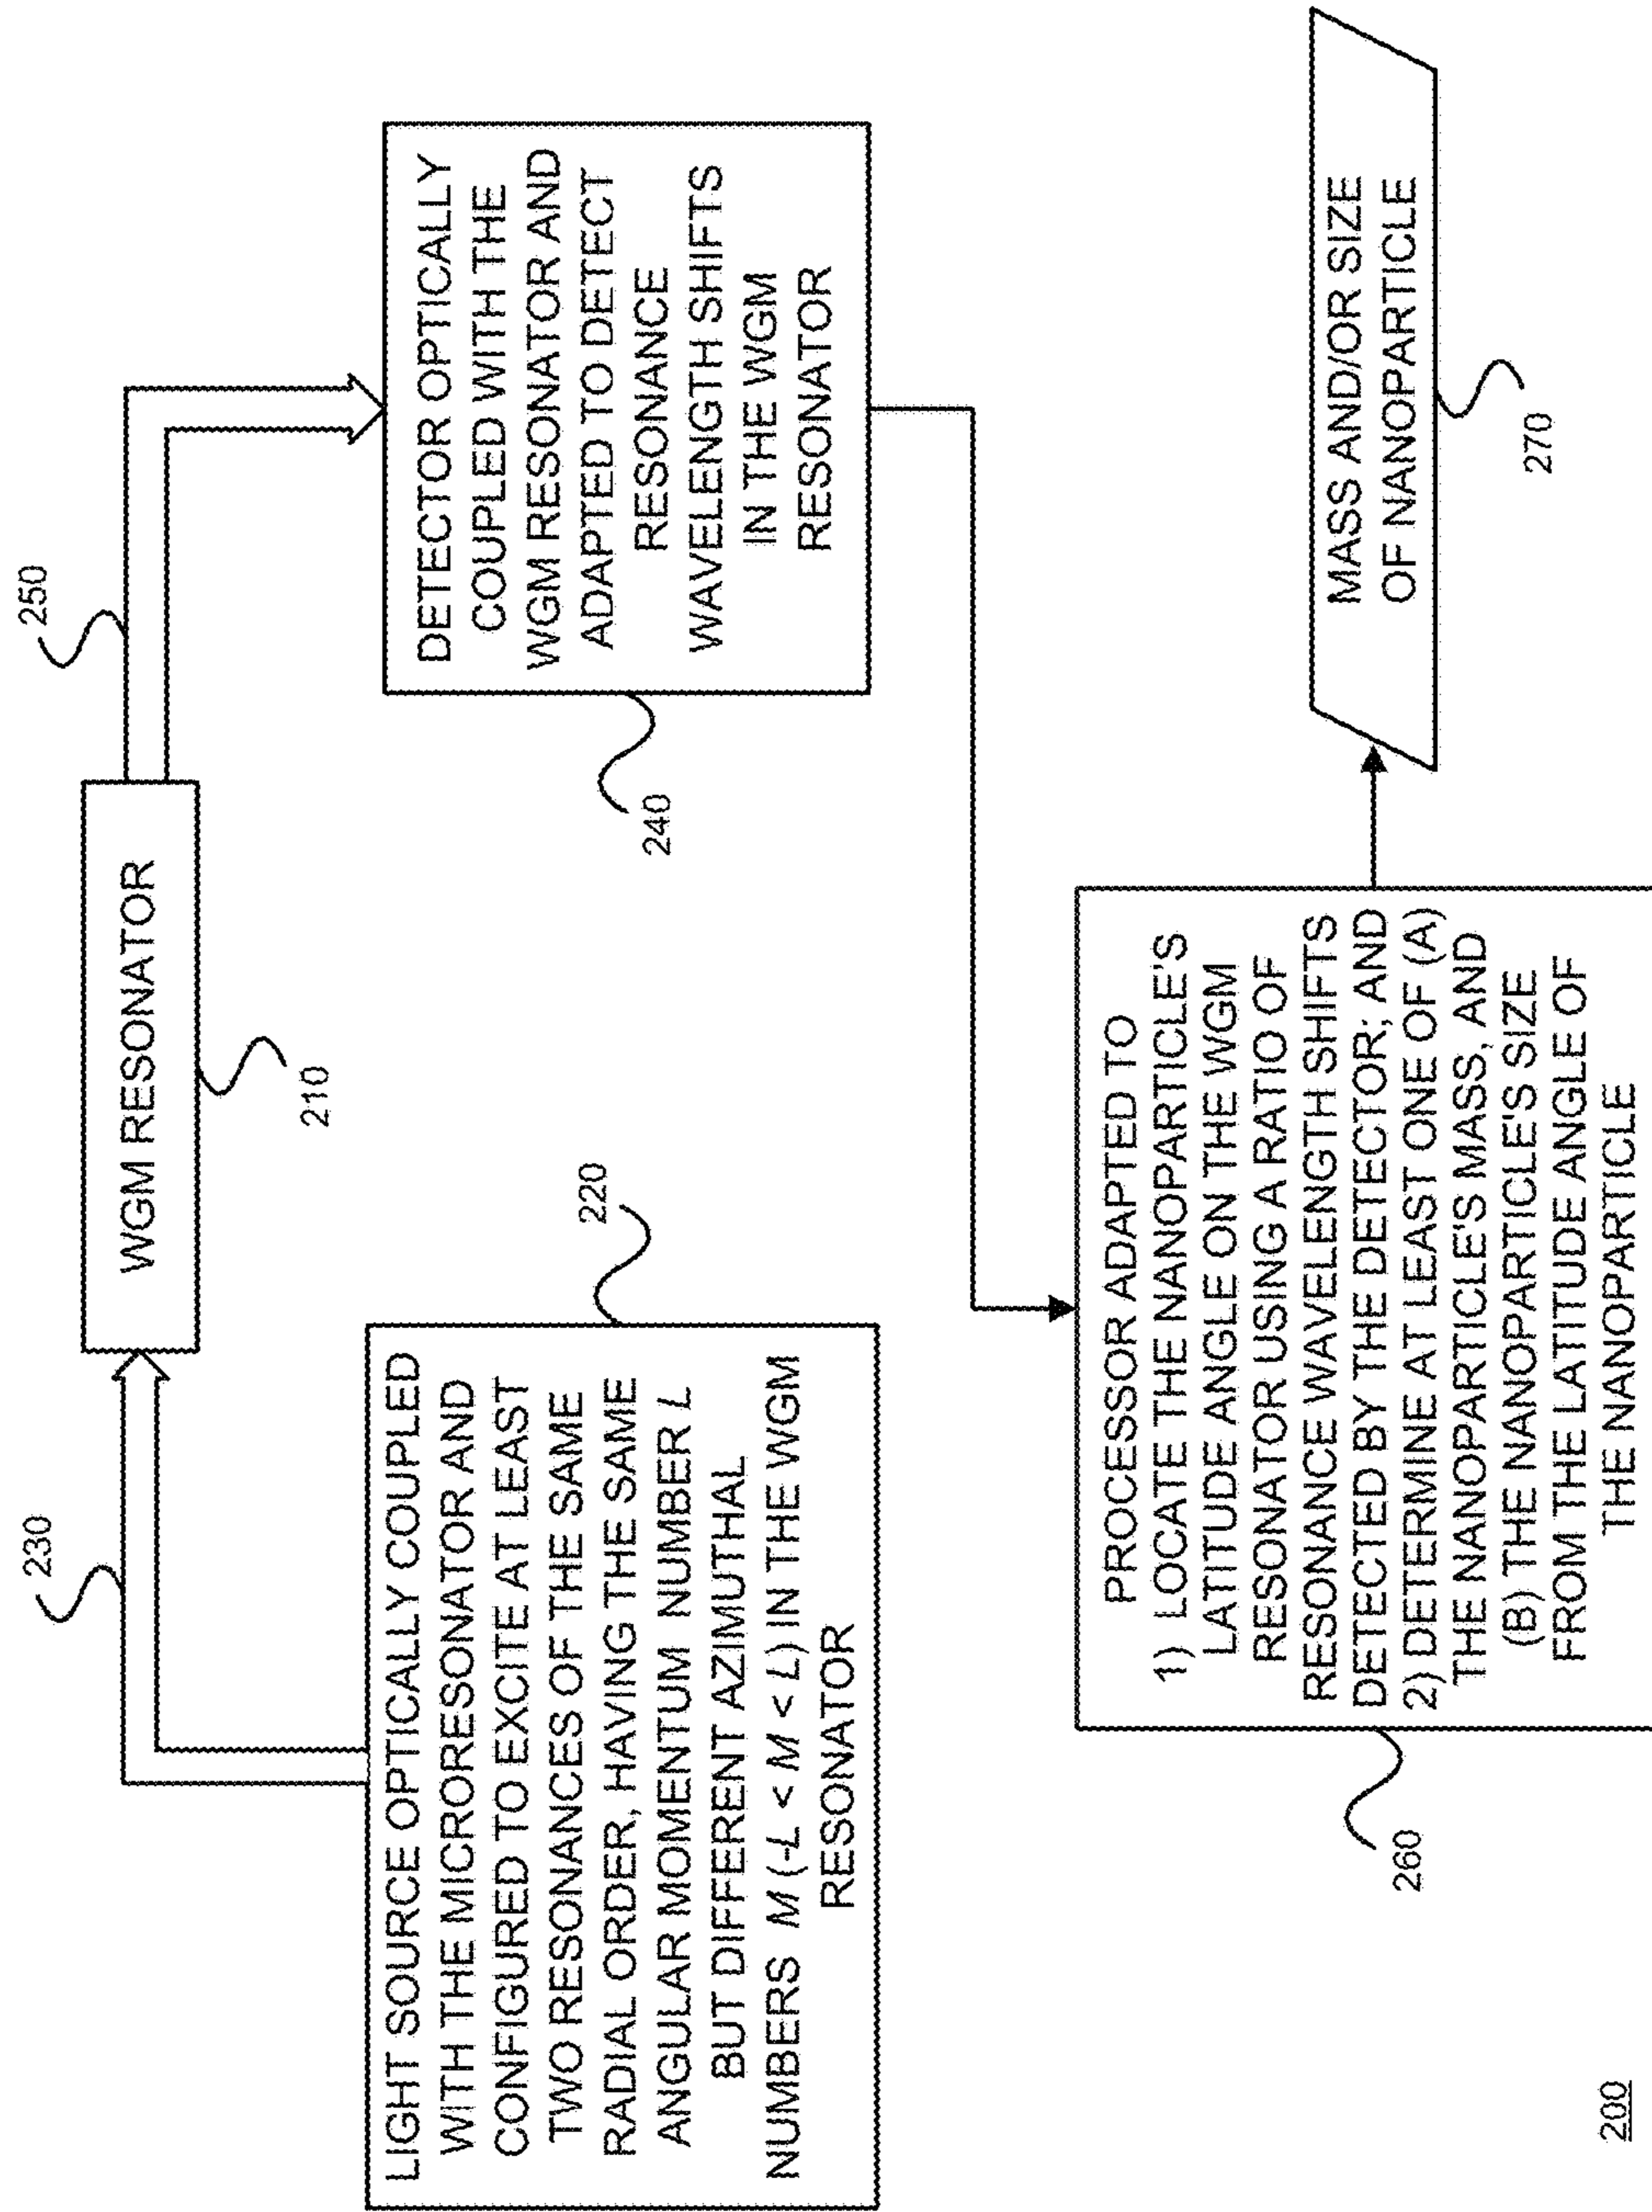 230
250
WGM RESONATOR
210
LIGHT SOURCE OPTICALLY COUPLED
WITH THE MICRORESONATOR AND
CONFIGURED TO EXCITE AT LEAST
TWO RESONANCES OF THE SAME
RADIAL ORDER, HAVING THE SAME
ANGULAR MOMENTUM NUMBER L
BUT DIFFERENT AZIMUTHAL
NUMBERS M (-L < M < L) IN THE WGM
RESONATOR
220
DETECTOR OPTICALLY
COUPLED WITH THE
WGM RESONATOR AND
ADAPTED TO DETECT
RESONANCE
WAVELENGTH SHIFTS
IN THE WGM
RESONATOR
240
PROCESSOR ADAPTED TO
1) LOCATE THE NANOPARTICLE'S
LATITUDE ANGLE ON THE WGM
RESONATOR USING A RATIO OF
RESONANCE WAVELENGTH SHIFTS
DETECTED BY THE DETECTOR; AND
2) DETERMINE AT LEAST ONE OF (A)
THE NANOPARTICLE'S MASS, AND
(B) THE NANOPARTICLE'S SIZE
FROM THE LATITUDE ANGLE OF
THE NANOPARTICLE
260
MASS AND/OR SIZE
OF NANOPARTICLE
270
200